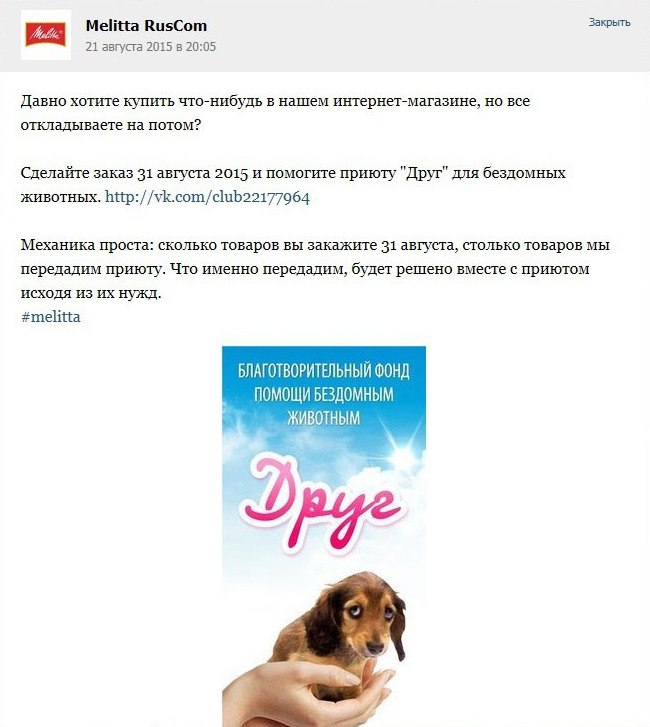 Melitta
Melitta RusCom
Закрыть
21 августа 2015 в 20:05
Давно хотите купить что-нибудь в нашем интернет-магазине, но все
откладываете на потом?
Сделайте заказ 31 августа 2015 и помогите приюту "Друг" для бездомных
животных. http://vk.com/club22177964
Механика проста: сколько товаров вы закажите 31 августа, столько товаров мы
передадим приюту. Что именно передадим, будет решено вместе с приютом
исходя из их нужд.
#melitta
БЛАГОТВОРИТЕЛЬНЫЙ ФОНД
ПОМОЩИ БЕЗДОМНЫМ
ЖИВОТНЫМ
Друг